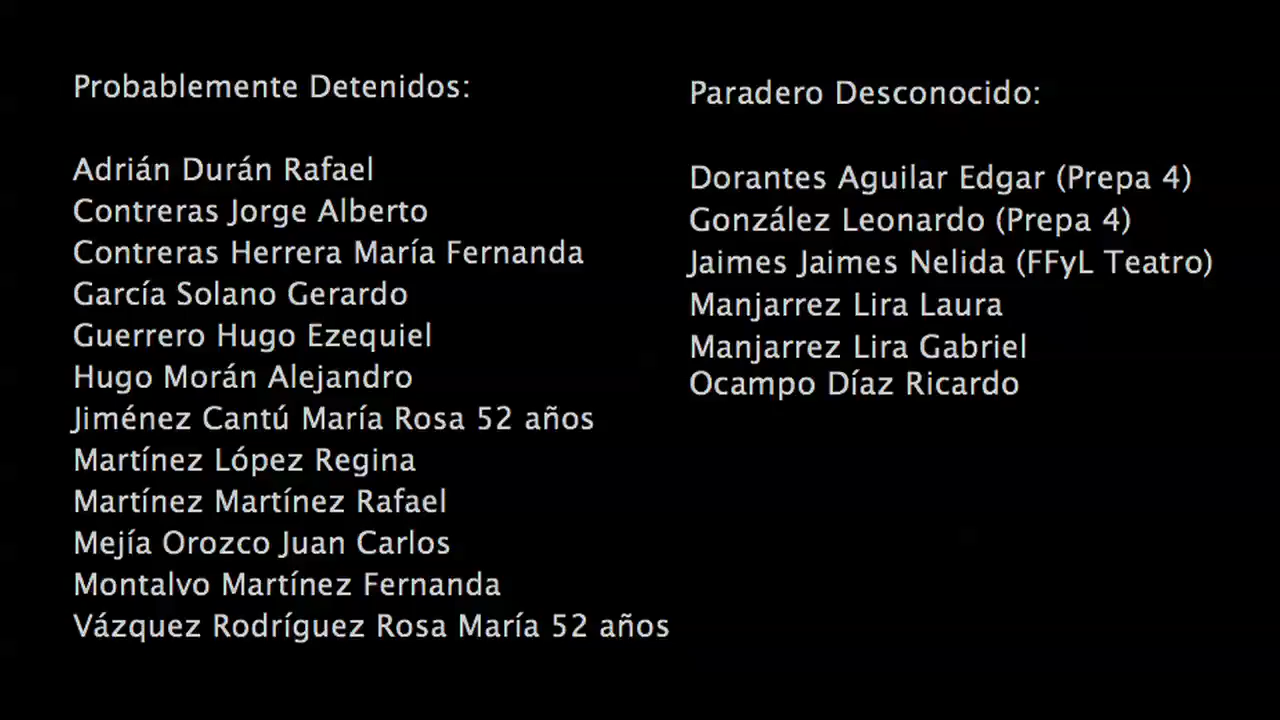 Probablemente Detenidos:
Adrián Durán Rafael
Contreras Jorge Alberto
Contreras Herrera María Fernanda
García Solano Gerardo
Guerrero Hugo Ezequiel
Hugo Morán Alejandro
Jiménez Cantú María Rosa 52 años
Martínez López Regina
Martínez Martínez Rafael
Mejía Orozco Juan Carlos
Montalvo Martínez Fernanda
Vázquez Rodríguez Rosa María 52 años
Paradero Desconocido:
Dorantes Aguilar Edgar (Prepa 4)
González Leonardo (Prepa 4)
Jaimes Jaimes Nelida (FFyL Teatro)
Manjarrez Lira Laura
Manjarrez Lira Gabriel
Ocampo Díaz Ricardo